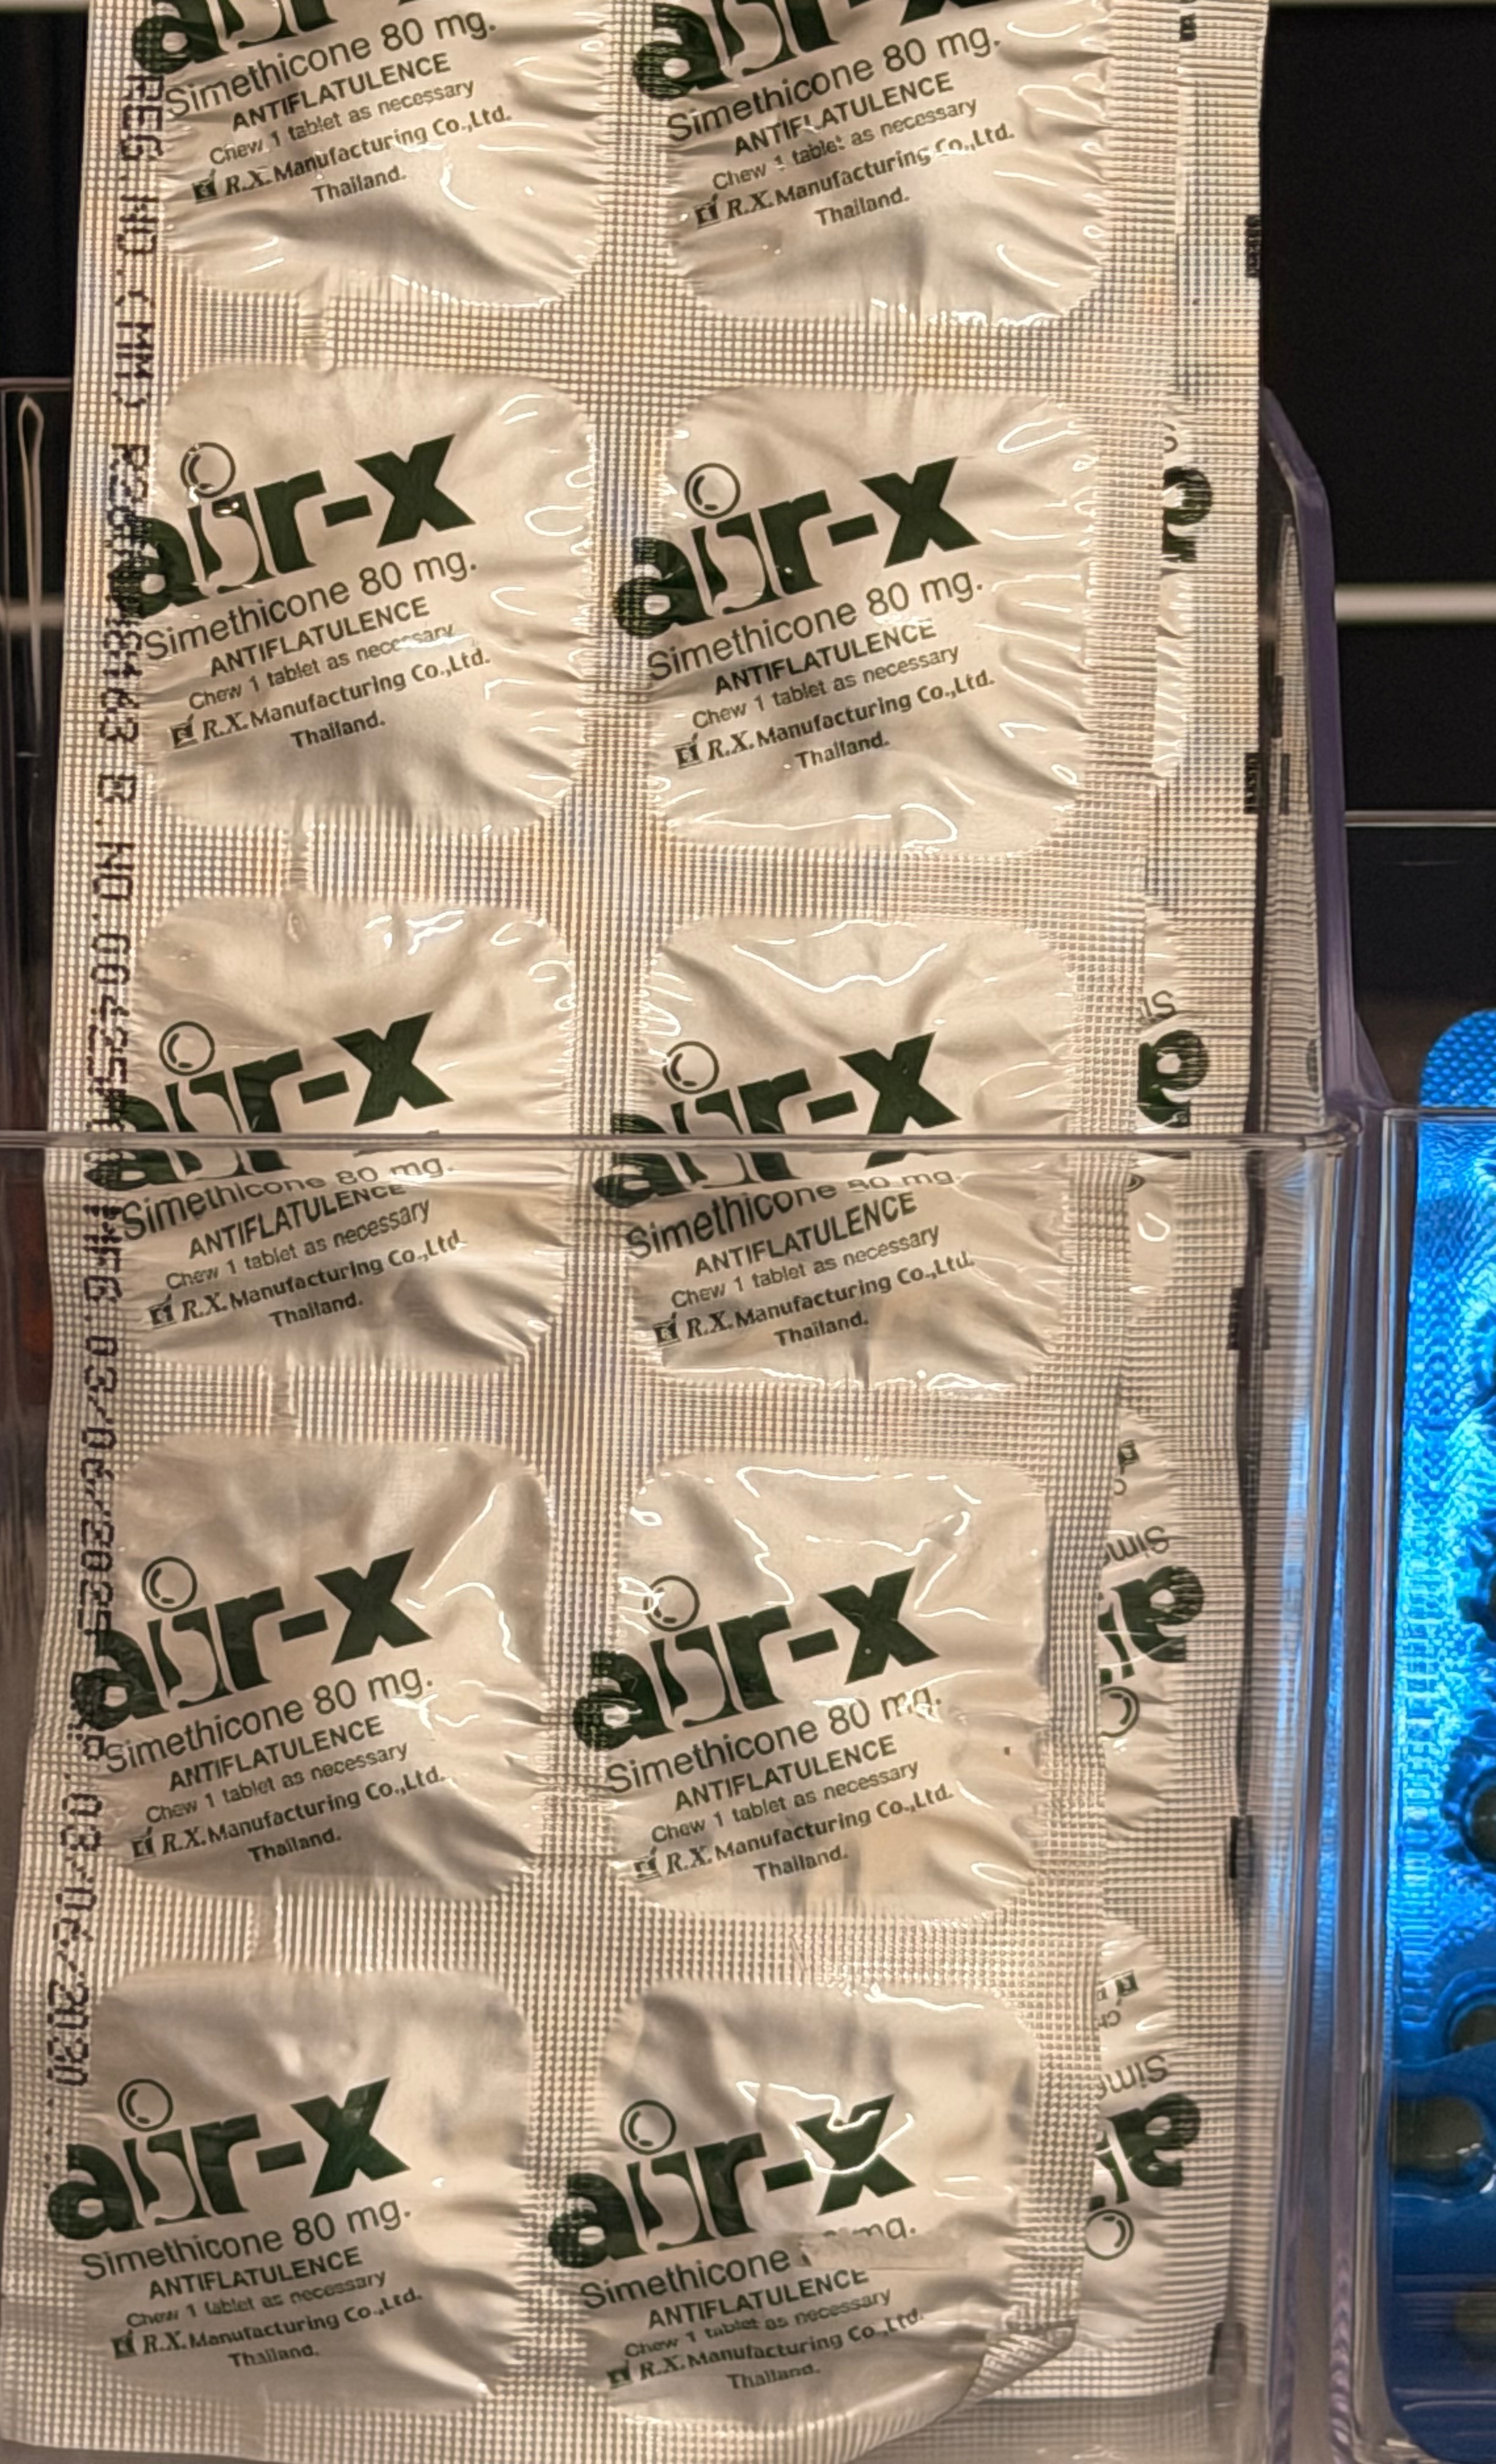 air-x
Simethicone 80 mg.
ANTIFLATULENCE
Chew 1 tablet as necessary
R.X. Manufacturing Co.,Ltd.
Thailand.
air-x
Simethicone 80 mg.
ANTIFLATULENCE
Chew 1 tablet as necessary
R.X. Manufacturing Co.,Ltd.
Thailand.
air-x
Simethicone 80 mg.
ANTIFLATULENCE
Chew 1 tablet as necessary
R.X. Manufacturing Co.,Ltd.
Thailand.
air-x
Simethicone 80 mg.
ANTIFLATULENCE
Chew 1 tablet as necessary
R.X. Manufacturing Co.,Ltd.
Thailand.
air-x
Simethicone 80 mg.
ANTIFLATULENCE
Chew 1 tablet as necessary
R.X. Manufacturing Co.,Ltd.
Thailand.
air-x
Simethicone 80 mg.
ANTIFLATULENCE
Chew 1 tablet as necessary
R.X. Manufacturing Co.,Ltd.
Thailand.
air-x
Simethicone 80 mg.
ANTIFLATULENCE
Chew 1 tablet as necessary
R.X. Manufacturing Co.,Ltd.
Thailand.
air-x
Simethicone 80 mg.
ANTIFLATULENCE
Chew 1 tablet as necessary
R.X. Manufacturing Co.,Ltd.
Thailand.
air-x
Simethicone 80 mg.
ANTIFLATULENCE
Chew 1 tablet as necessary
R.X. Manufacturing Co.,Ltd.
Thailand.
air-x
Simethicone mg.
ANTIFLATULENCE
Chew 1 tablet as necessary
R.X. Manufacturing Co.,Ltd.
Thailand.
REG. NO. (MM) B. NO.